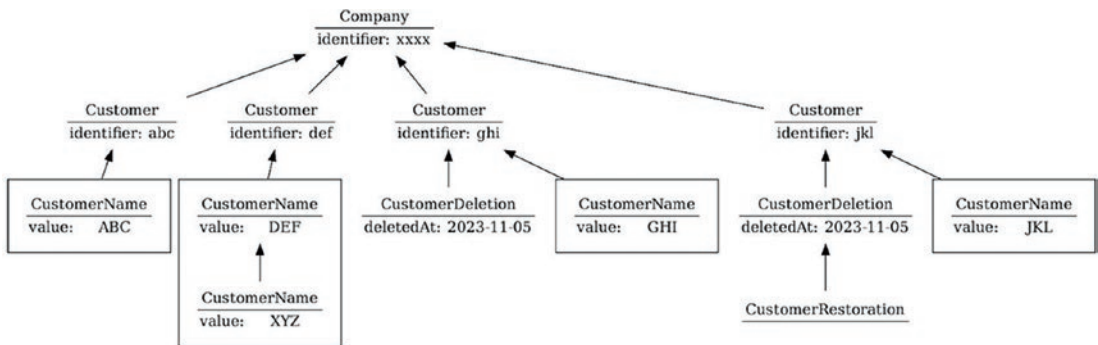 Company
identifier: xxxx
Customer
identifier: abc
Customer
identifier: def
Customer
identifier: ghi
Customer
identifier: jkl
CustomerName
value: ABC
CustomerName
value: DEF
CustomerName
value: XYZ
CustomerDeletion
deletedAt: 2023-11-05
CustomerName
value: GHI
CustomerDeletion
deletedAt: 2023-11-05
CustomerRestoration
CustomerName
value: JKL